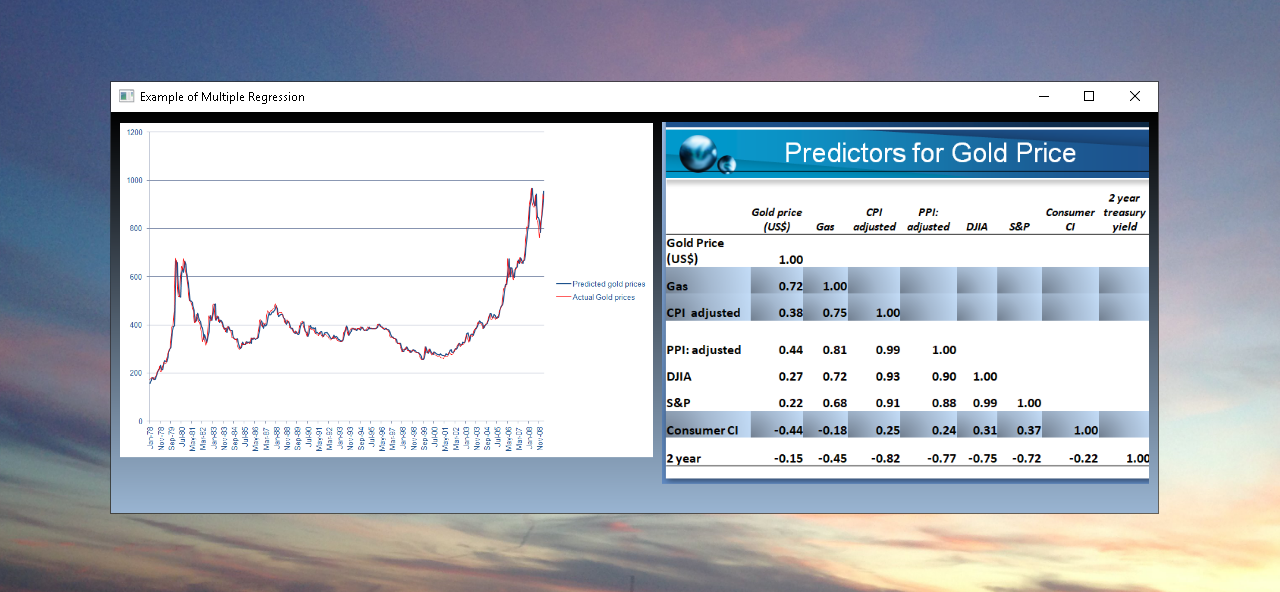 Example of Multiple Regression
1200
1000
800
600
400
200
0
Predicted gold prices
Actual Gold prices
Jan-78
Nov-78
Sep-79
Jul-80
May-81
Mar-82
Jan-83
Nov-83
Sep-84
Jul-85
May-86
Mar-87
Jan-88
Nov-88
Sep-89
Jul-90
May-91
Mar-92
Jan-93
Nov-93
Sep-94
Jul-95
May-96
Mar-97
Jan-98
Nov-98
Sep-99
Jul-00
May-01
Mar-02
Jan-03
Nov-03
Sep-04
Jul-05
May-06
Mar-07
Jan-08
Predictors for Gold Price
2 year
Gold price CPI PPI: Consumer treasury
(US$) Gas adjusted adjusted DJIA S&P CI yield
Gold Price
(US$) 1.00
Gas 0.72 1.00
CPI adjusted 0.38 0.75 1.00
PPI: adjusted 0.44 0.81 0.99 1.00
DJIA 0.27 0.72 0.93 0.90 1.00
S&P 0.22 0.68 0.91 0.88 0.99 1.00
Consumer CI -0.44 -0.18 0.25 0.24 0.31 0.37 1.00
2 year -0.15 -0.45 -0.82 -0.77 -0.75 -0.72 -0.22 1.00